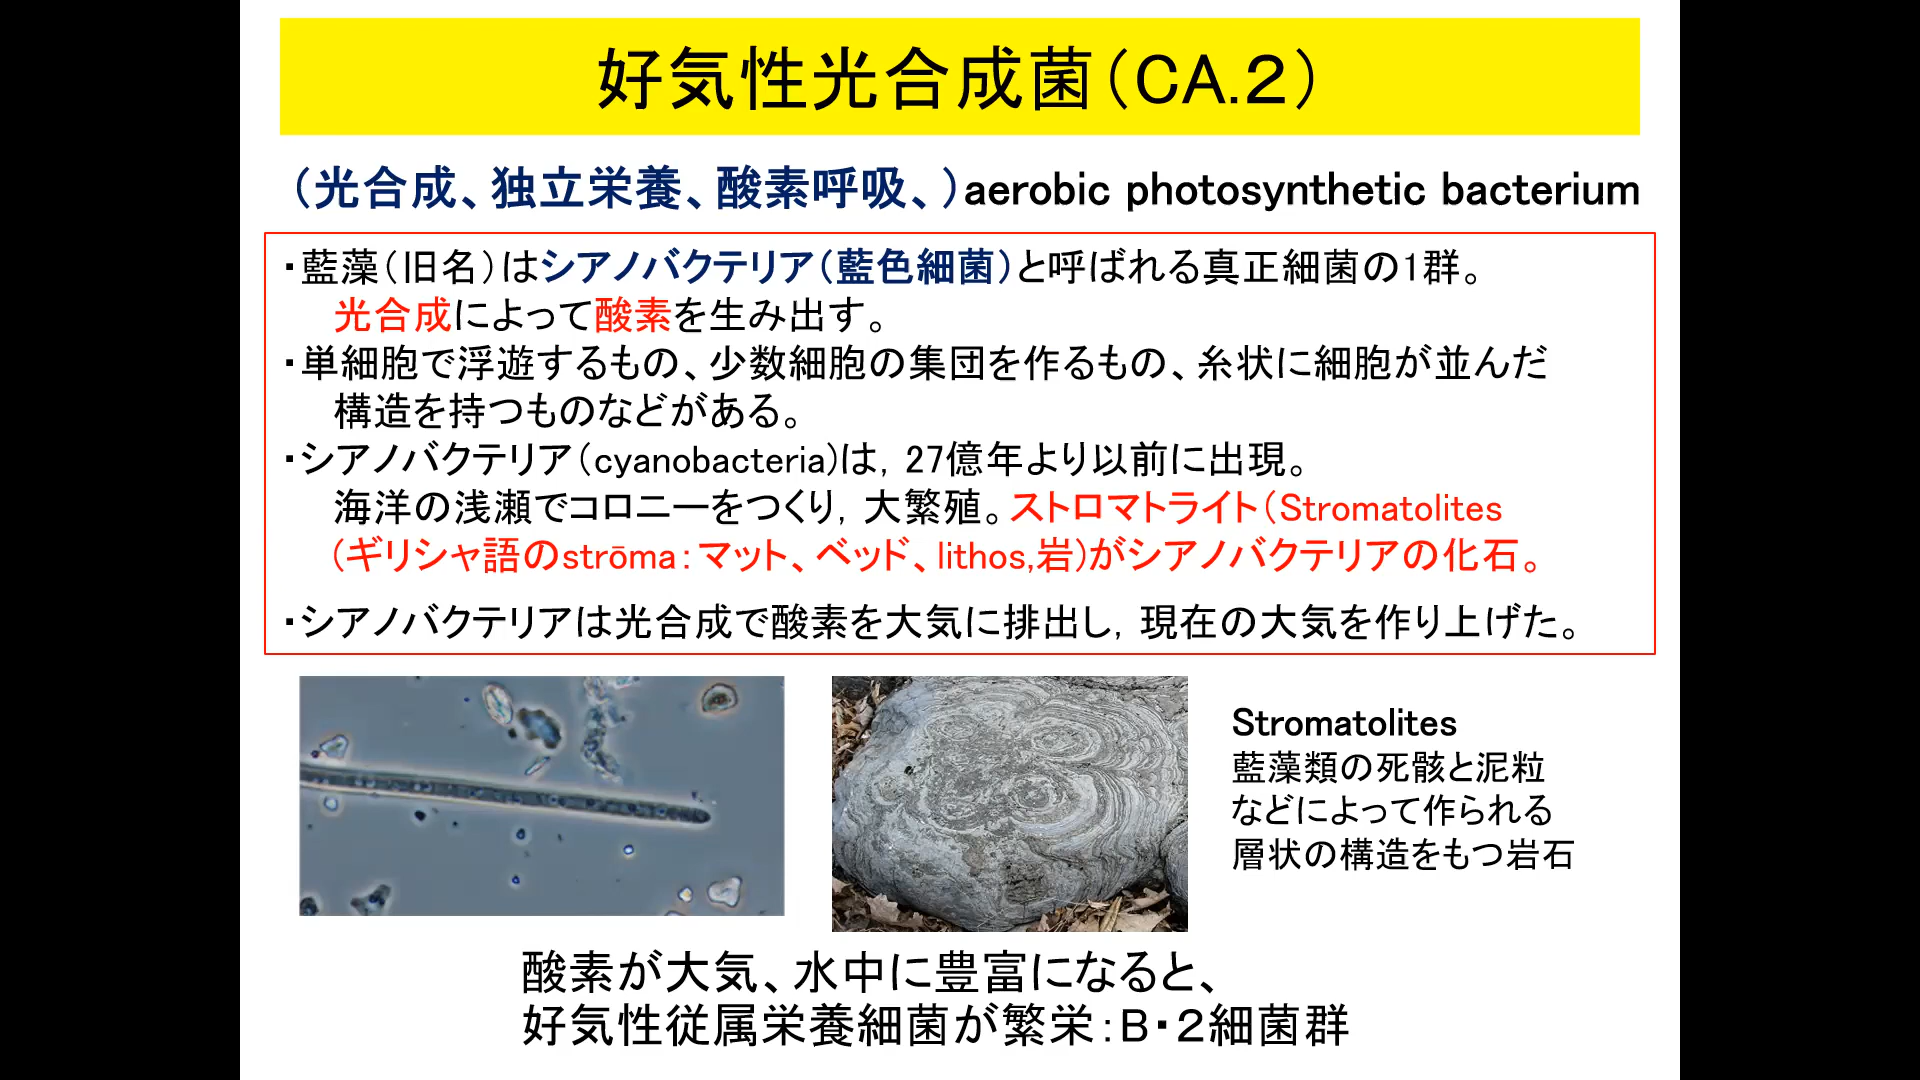 好気性光合成菌（CA.２）
（光合成、独立栄養、酸素呼吸、）aerobic photosynthetic bacterium
・藍藻（旧名）はシアノバクテリア（藍色細菌）と呼ばれる真正細菌の1群。
光合成によって酸素を生み出す。
・単細胞で浮遊するもの、少数細胞の集団を作るもの、糸状に細胞が並んだ
構造を持つものなどがある。
・シアノバクテリア（cyanobacteria)は，27億年より以前に出現。
海洋の浅瀬でコロニーをつくり，大繁殖。ストロマトライト（Stromatolites
(ギリシャ語のstrōma：マット、ベッド、lithos,岩)がシアノバクテリアの化石。
・シアノバクテリアは光合成で酸素を大気に排出し，現在の大気を作り上げた。
Stromatolites
藍藻類の死骸と泥粒
などによって作られる
層状の構造をもつ岩石
酸素が大気、水中に豊富になると、
好気性従属栄養細菌が繁栄：B・２細菌群